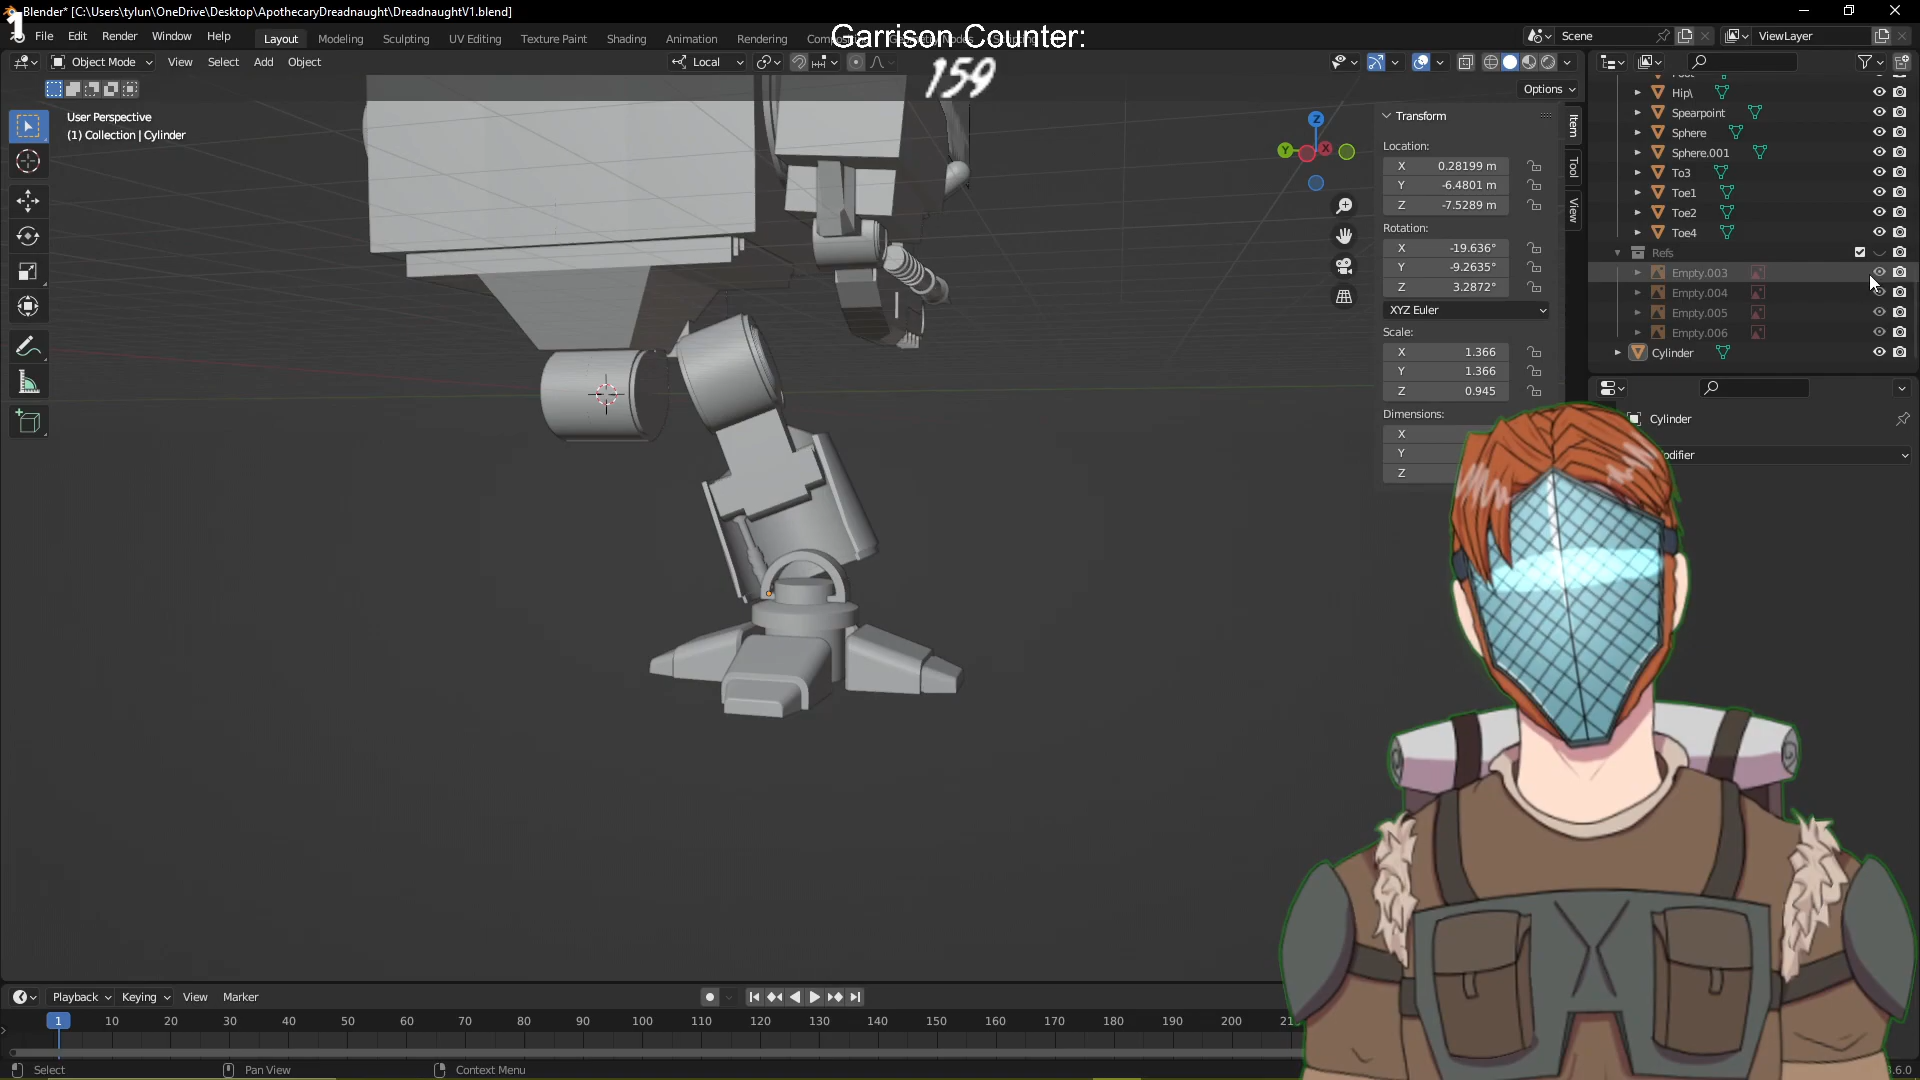 1
Blender* [C:\Users\tylun\OneDrive\Desktop\ApothecaryDreadnaught\DreadnaughtV1.blend]
File Edit Render Window Help Layout Modeling Sculpting UV Editing Texture Paint Shading Animation Rendering Scene ViewLayer
Garrison Counter:
159
Object Mode View Select Add Object Local
Options
User Perspective
(1) Collection | Cylinder
Z
Y
X
Transform
Location:
X 0.28199 m
Y -6.4801 m
Z -7.5289 m
Rotation:
X -19.636°
Y -9.2635°
Z 3.2872°
XYZ Euler
Scale:
X 1.366
Y 1.366
Z 0.945
Dimensions:
X
Y
Z
Item
Tool
View
Hip\
Spearpoint
Sphere
Sphere.001
To3
Toe1
Toe2
Toe4
Refs
Empty.003
Empty.004
Empty.005
Empty.006
Cylinder
Cylinder
odifier
Playback Keying View Marker
1 10 20 30 40 50 60 70 80 90 100 110 120 130 140 150 160 170 180 190 200 21
Select Pan View Context Menu
.6.0